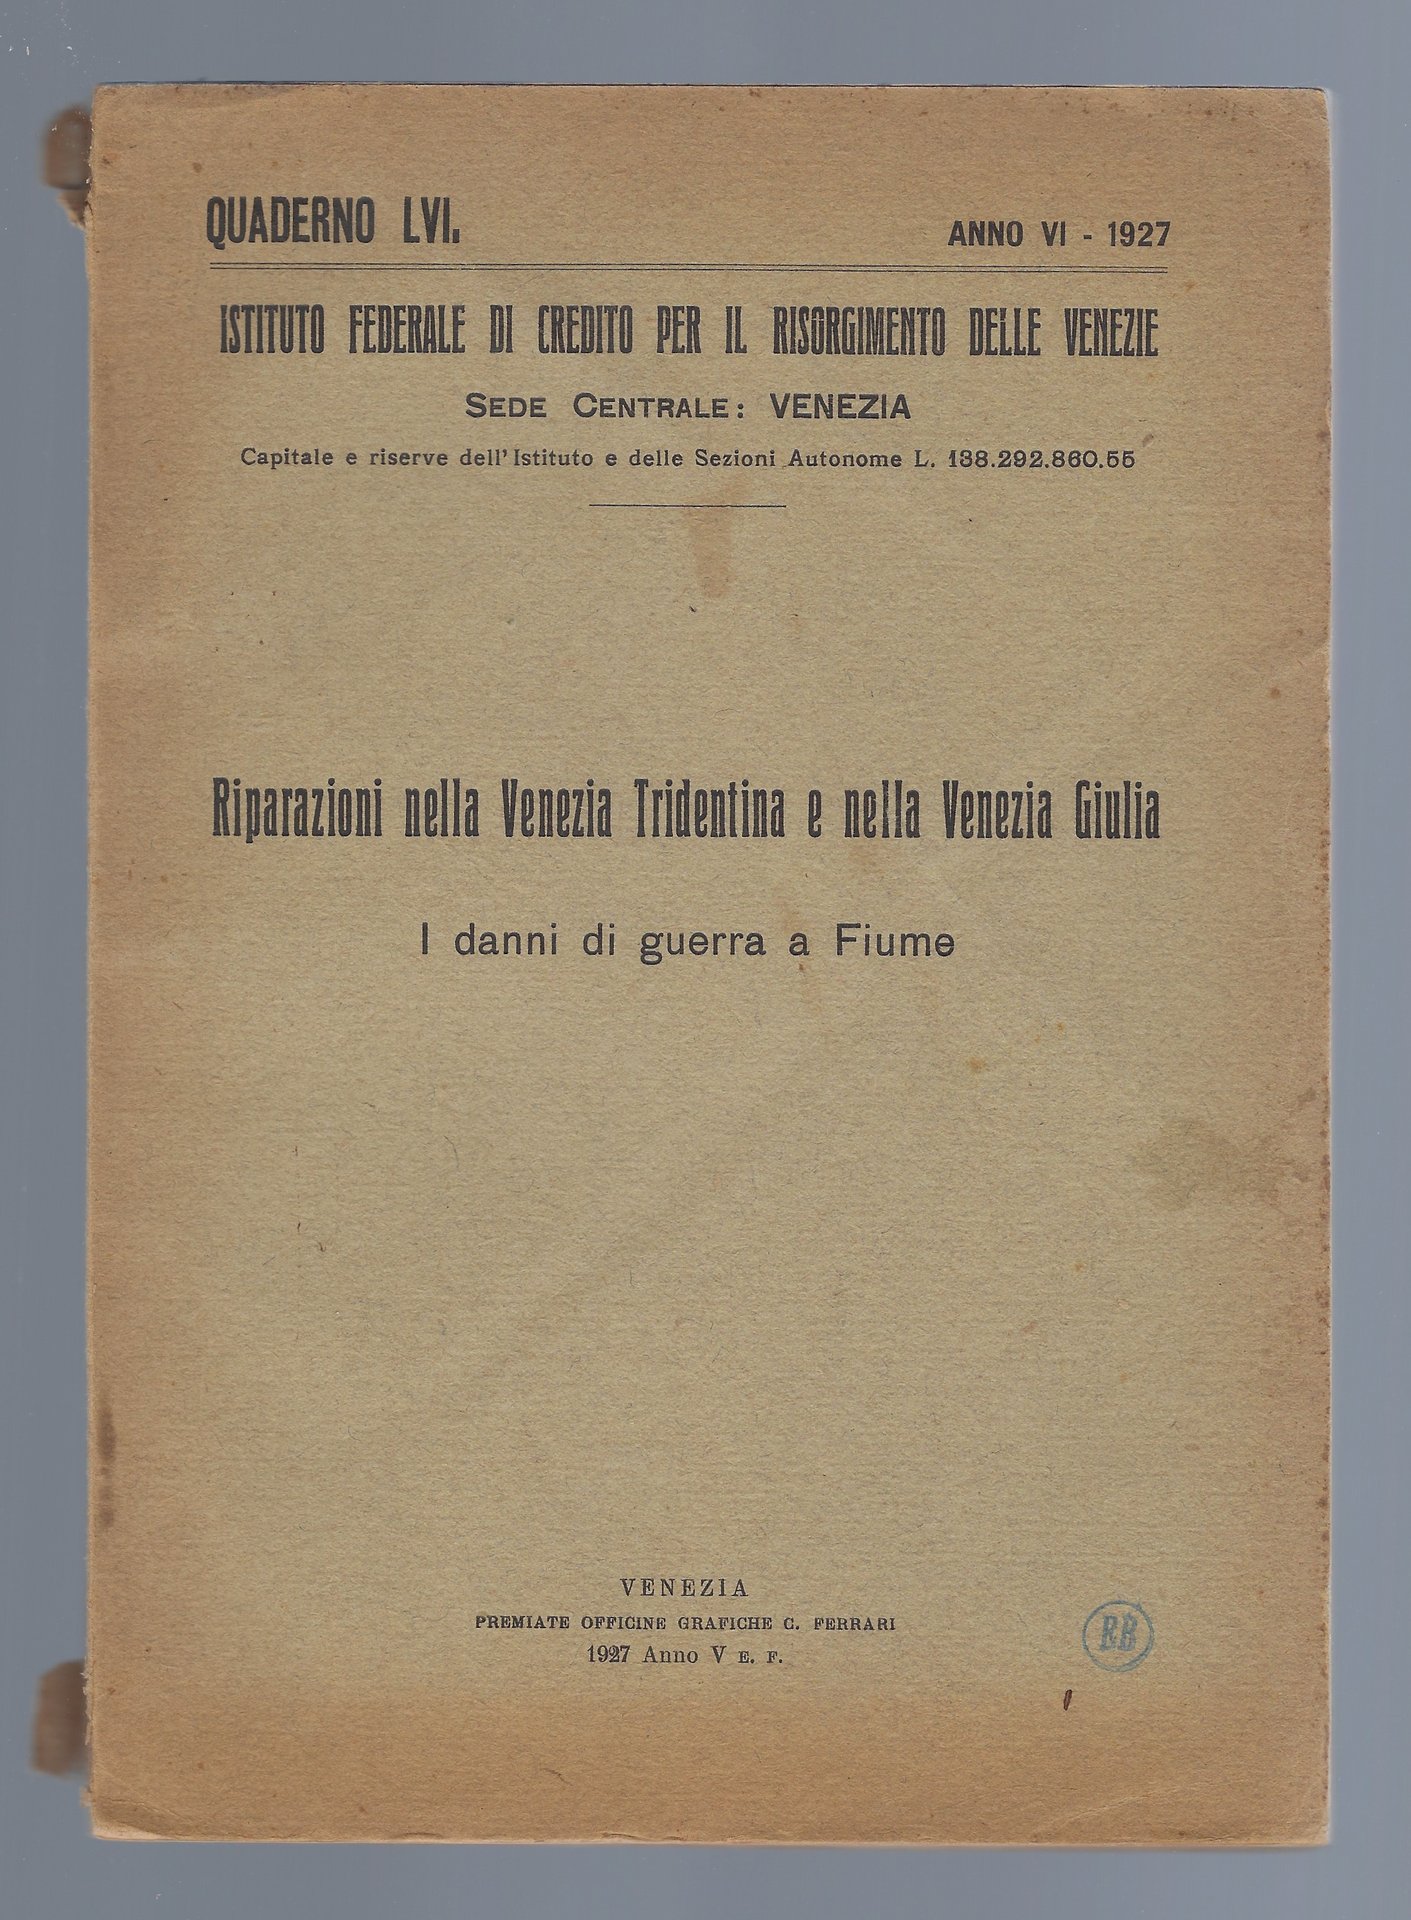 QUADERNO LVI.
ANNO VI - 1927
ISTITUTO FEDERALE DI CREDITO PER IL RISORGIMENTO DELLE VENEZIE
SEDE CENTRALE: VENEZIA
Capitale e riserve dell'Istituto e delle Sezioni Autonome L. 138.292.860.55
Riparazioni nella Venezia Tridentina e nella Venezia Giulia
I danni di guerra a Fiume
VENEZIA
PREMIATE OFFICINE GRAFICHE C. FERRARI
1927 Anno V E. F.